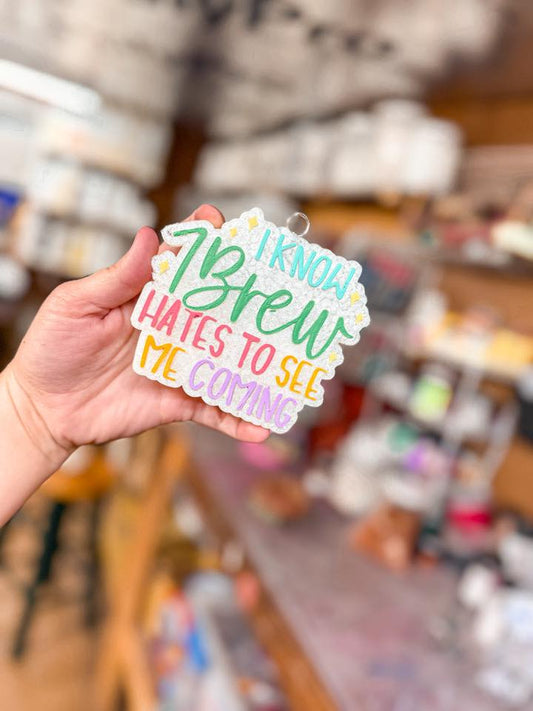 I KNOW
7Brew
HATES TO SEE
ME COMING